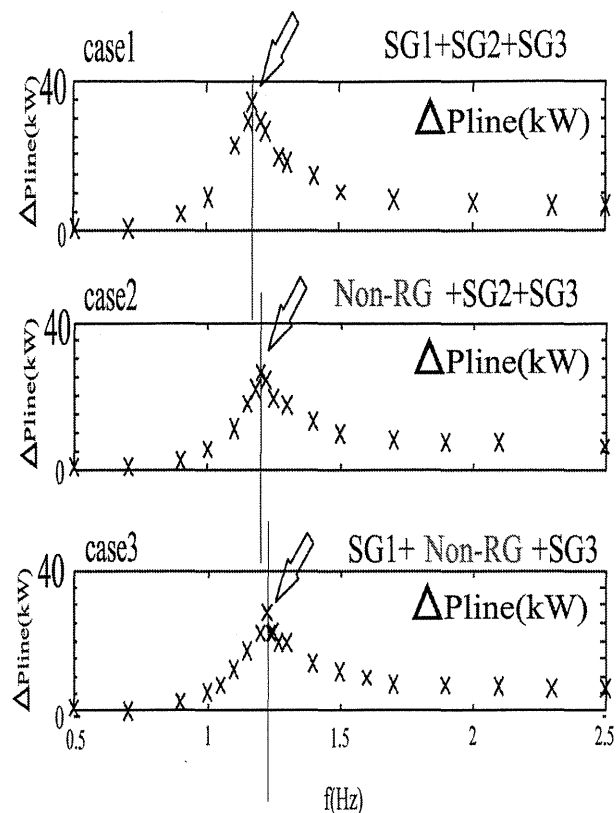 case1
SG1+SG2+SG3
ΔPline(kW)
40
0
ΔPline(kW)
case2
Non-RG +SG2+SG3
ΔPline(kW)
40
0
ΔPline(kW)
case3
SG1+ Non-RG +SG3
ΔPline(kW)
40
0
ΔPline(kW)
0.5 1 1.5 2 2.5
f(Hz)